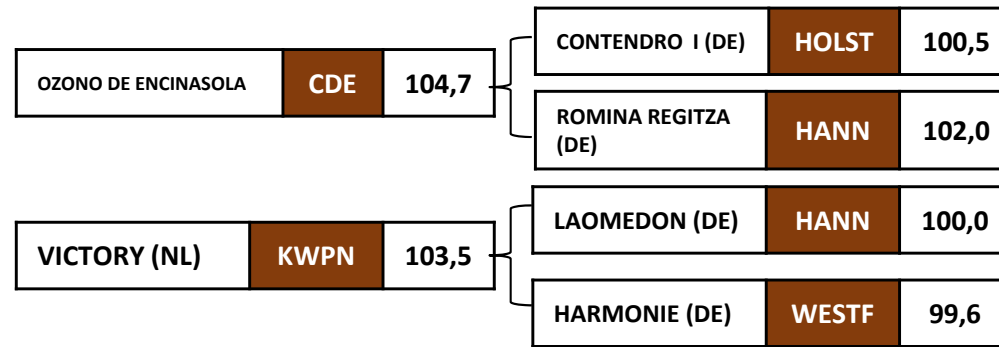 CONTENDRO I (DE) HOLST 100,5
OZONO DE ENCINASOLA CDE 104,7
ROMINA REGITZA
(DE) HANN 102,0
LAOMEDON (DE) HANN 100,0
VICTORY (NL) KWPN 103,5
HARMONIE (DE) WESTF 99,6